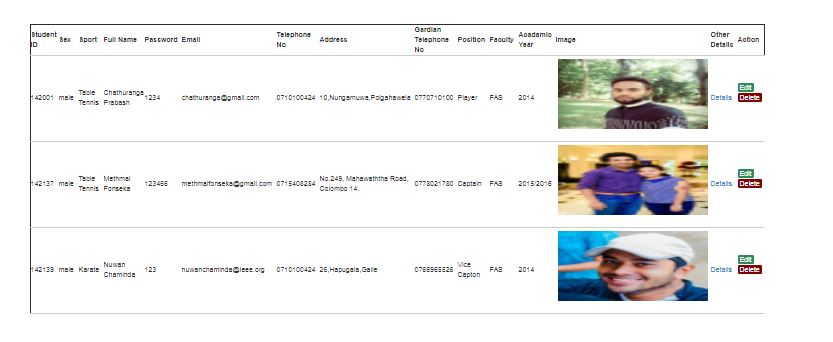 Student ID Sex Sport Full Name Password Email Telephone No Address Gardian Telephone No Position Faculty Acadamic Year Image Other Details Action
142001 male Table Tennis Chathuranga Prabash 1234 chathuranga@gmail.com 0710100424 10,Nungamuwa,Polgahawela 0770710100 Player FAS 2014 Details Edit Delete
142137 male Table Tennis Methmal Fonseka 123456 methmalfonseka@gmail.com 0715408284 No.249, Mahawaththa Road, Colombo 14. 0778021780 Captain FAS 2015/2016 Details Edit Delete
142139 male Karate Nuwan Chaminda 123 nuwanchaminda@ieee.org 0710100424 26,Hapugala,Galle 0766965526 Vice Capton FAS 2014 Details Edit Delete